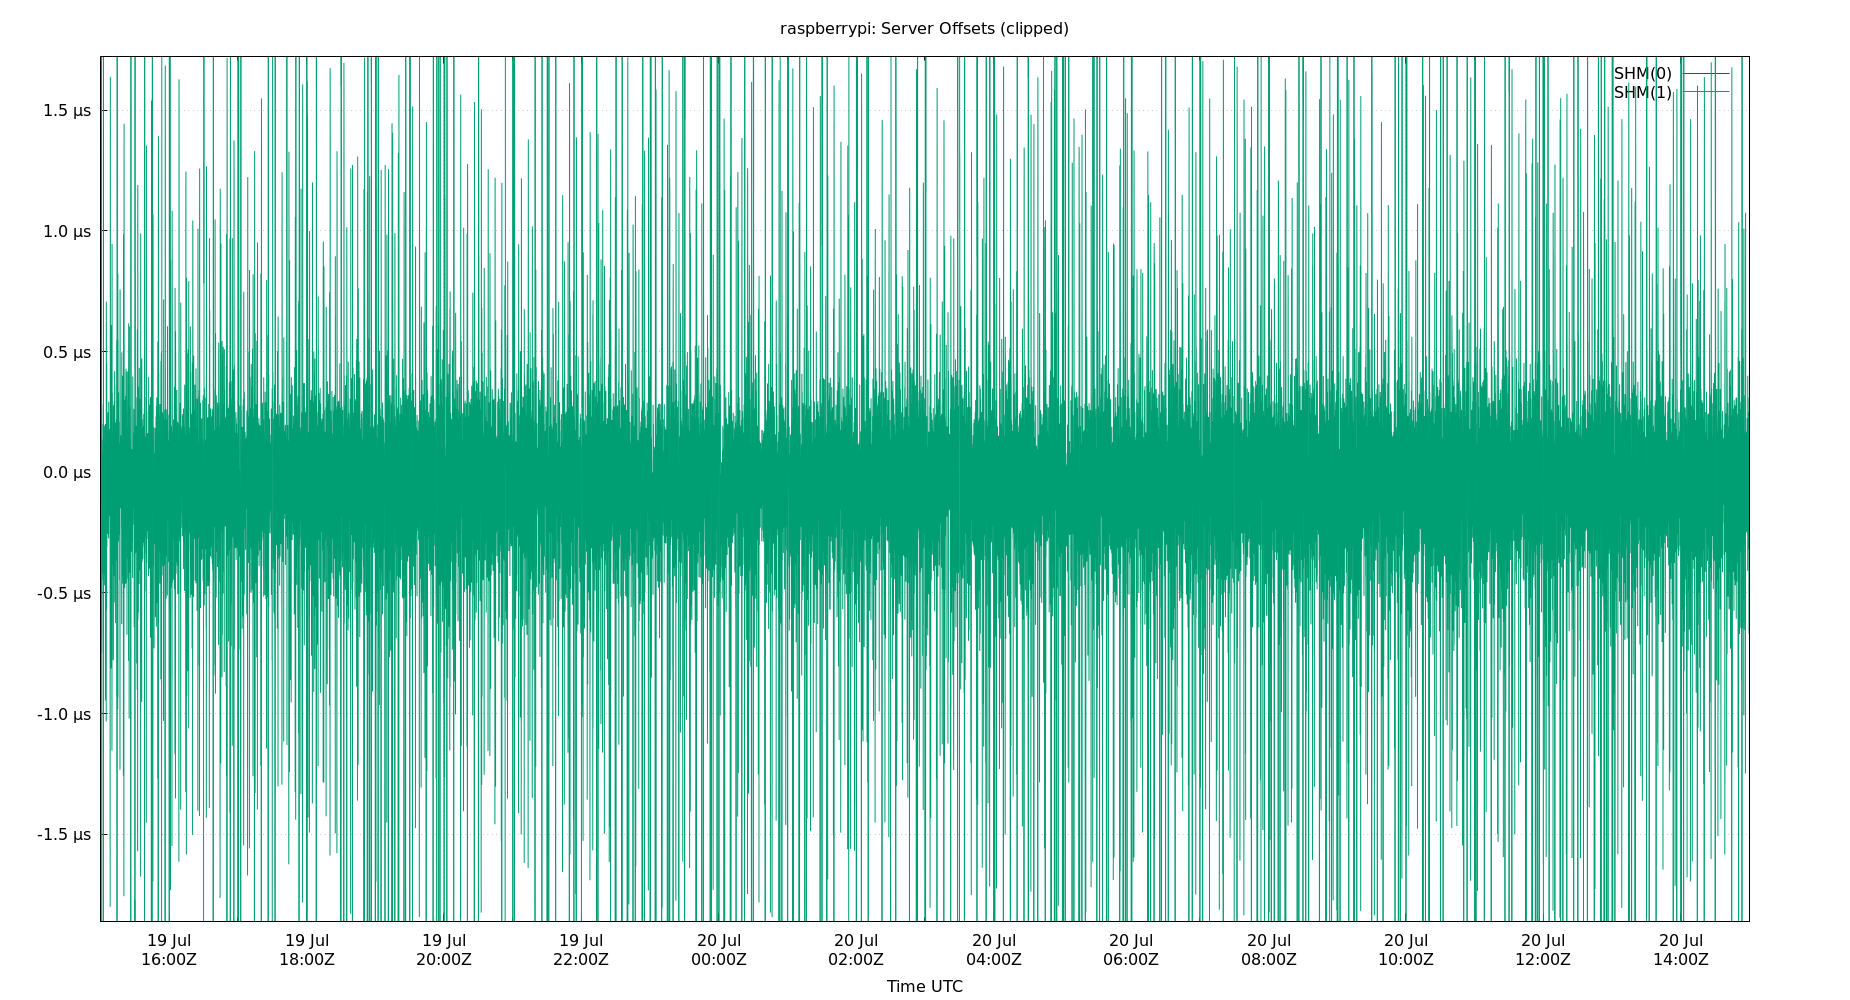 raspberrypi: Server Offsets (clipped)
SHM(0)
SHM(1)
1.5 µs
1.0 µs
0.5 µs
0.0 µs
-0.5 µs
-1.0 µs
-1.5 µs
19 Jul 19 Jul 19 Jul 19 Jul 20 Jul 20 Jul 20 Jul 20 Jul 20 Jul 20 Jul 20 Jul 20 Jul
16:00Z 18:00Z 20:00Z 22:00Z 00:00Z 02:00Z 04:00Z 06:00Z 08:00Z 10:00Z 12:00Z 14:00Z
Time UTC